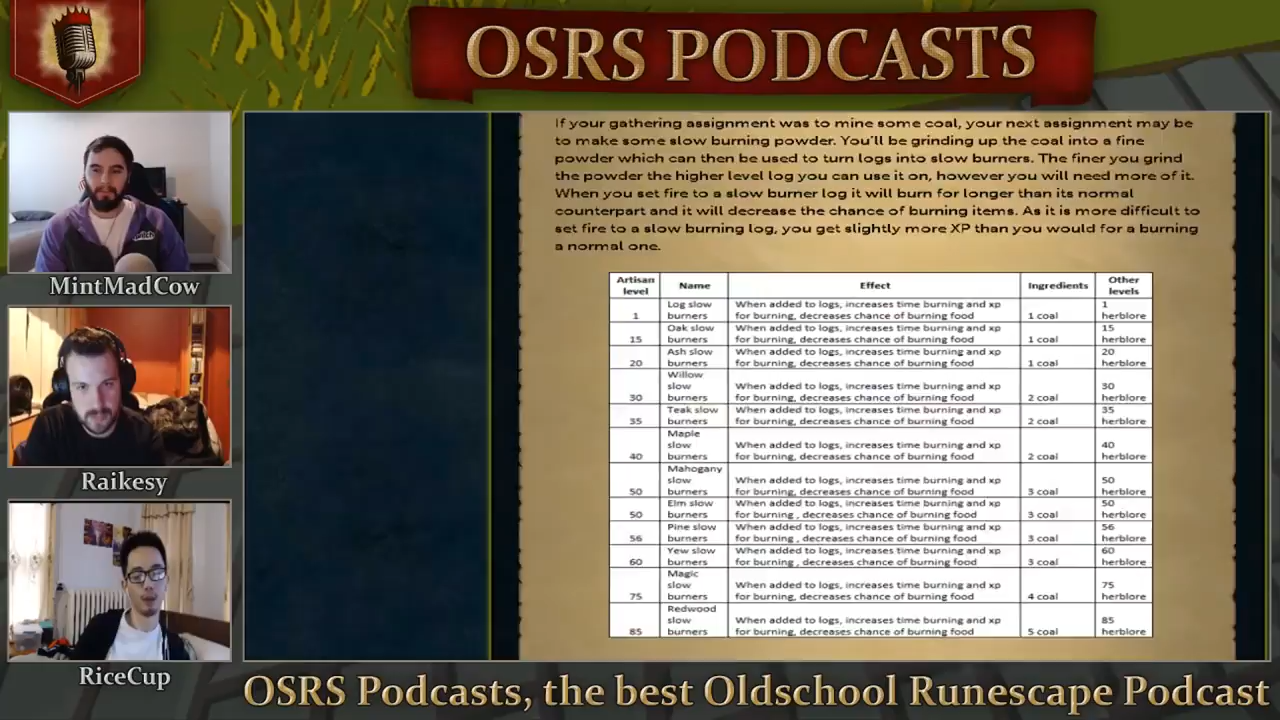 OSRS PODCASTS
MintMadCow
Raikesy
RiceCup
If your gathering assignment was to mine some coal, your next assignment may be
to make some slow burning powder. You'll be grinding up the coal into a fine
powder which can then be used to turn logs into slow burners. The finer you grind
the powder the higher level log you can use it on, however you will need more of it.
When you set fire to a slow burner log it will burn for longer than its normal
counterpart and it will decrease the chance of burning items. As it is more difficult to
set fire to a slow burning log, you get slightly more XP than you would for a burning
a normal one.
Artisan level Name Effect Ingredients Other levels
1 Log slow burners When added to logs, increases time burning and xp for burning, decreases chance of burning food 1 coal 1 herblore
15 Oak slow burners When added to logs, increases time burning and xp for burning, decreases chance of burning food 1 coal 15 herblore
20 Ash slow burners When added to logs, increases time burning and xp for burning, decreases chance of burning food 1 coal 20 herblore
30 Willow slow burners When added to logs, increases time burning and xp for burning, decreases chance of burning food 2 coal 30 herblore
35 Teak slow burners When added to logs, increases time burning and xp for burning, decreases chance of burning food 2 coal 35 herblore
40 Maple slow burners When added to logs, increases time burning and xp for burning, decreases chance of burning food 2 coal 40 herblore
50 Mahogany slow burners When added to logs, increases time burning and xp for burning, decreases chance of burning food 3 coal 50 herblore
50 Elm slow burners When added to logs, increases time burning and xp for burning , decreases chance of burning food 3 coal 50 herblore
56 Pine slow burners When added to logs, increases time burning and xp for burning , decreases chance of burning food 3 coal 56 herblore
60 Yew slow burners When added to logs, increases time burning and xp for burning , decreases chance of burning food 3 coal 60 herblore
75 Magic slow burners When added to logs, increases time burning and xp for burning, decreases chance of burning food 4 coal 75 herblore
85 Redwood slow burners When added to logs, increases time burning and xp for burning, decreases chance of burning food 5 coal 85 herblore
OSRS Podcasts, the best Oldschool Runescape Podcast